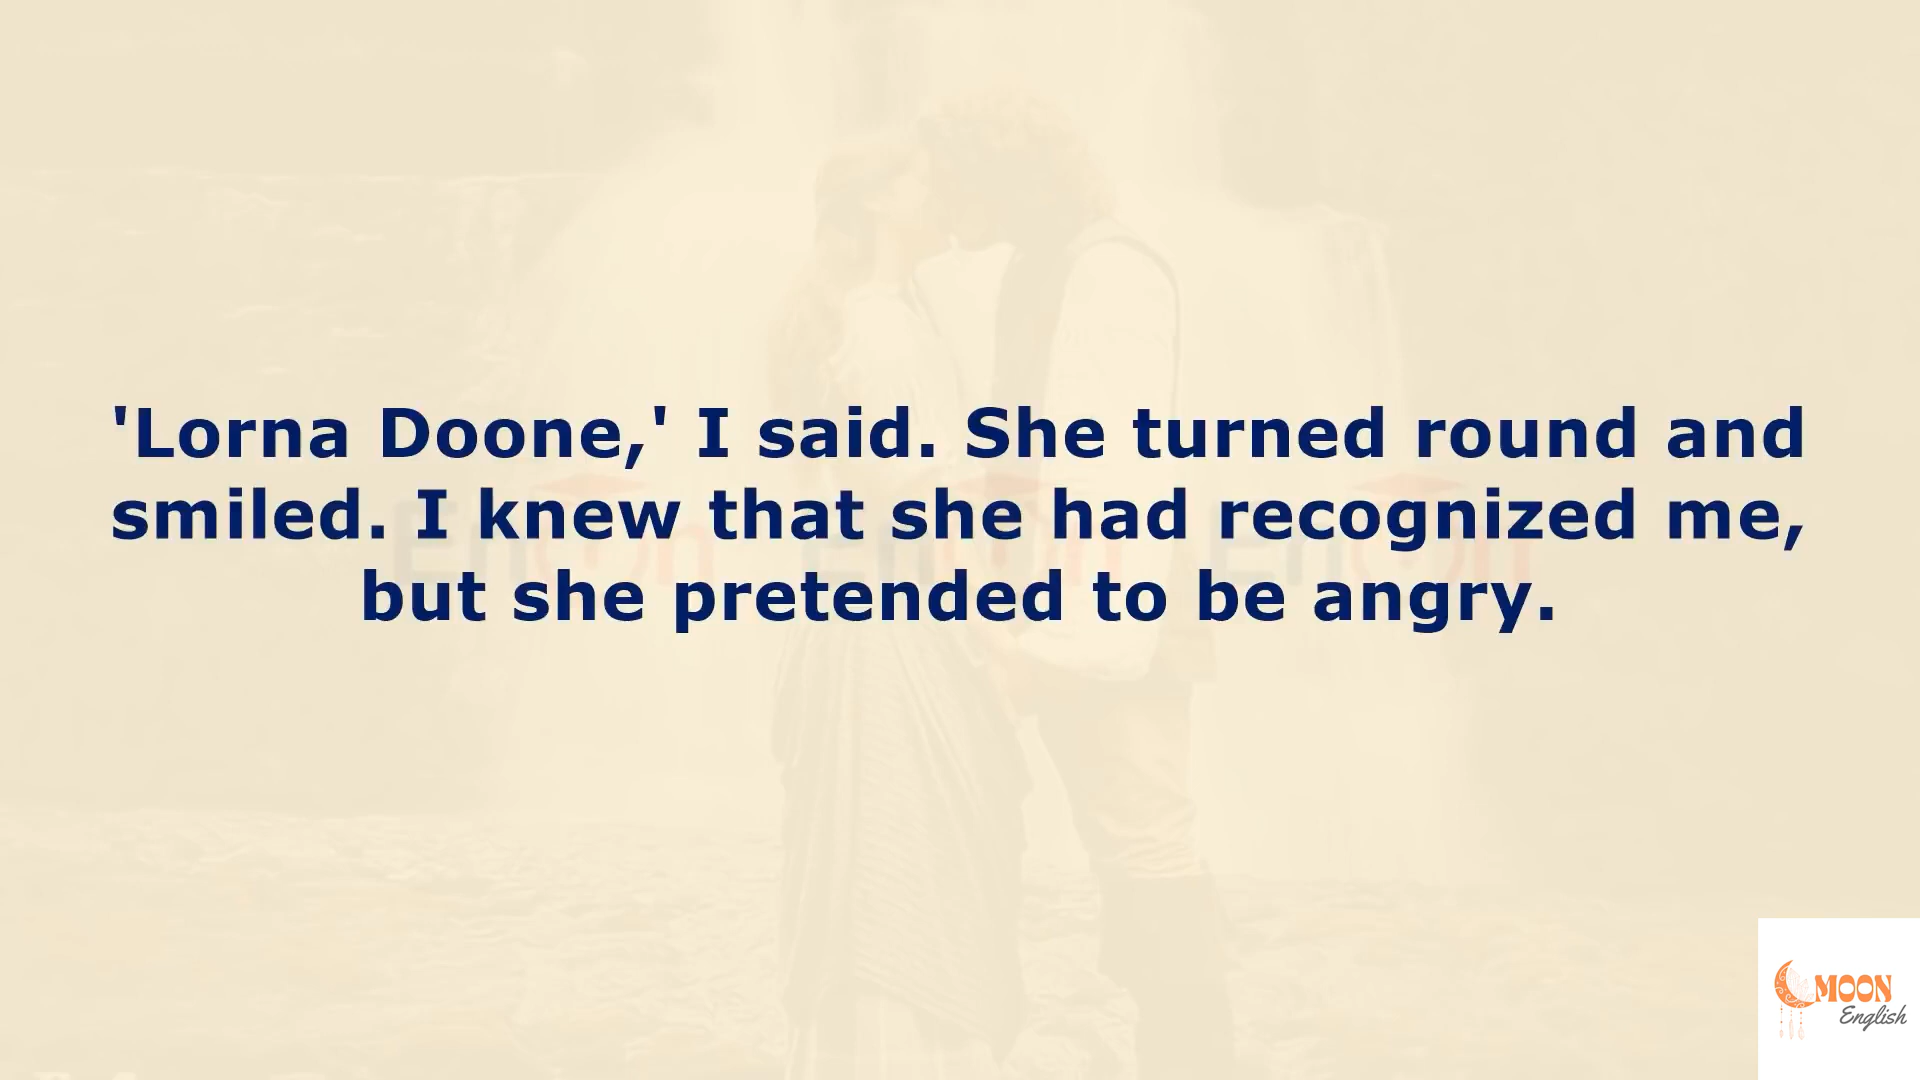 'Lorna Doone,' I said. She turned round and
smiled. I knew that she had recognized me,
but she pretended to be angry.
MOON
English